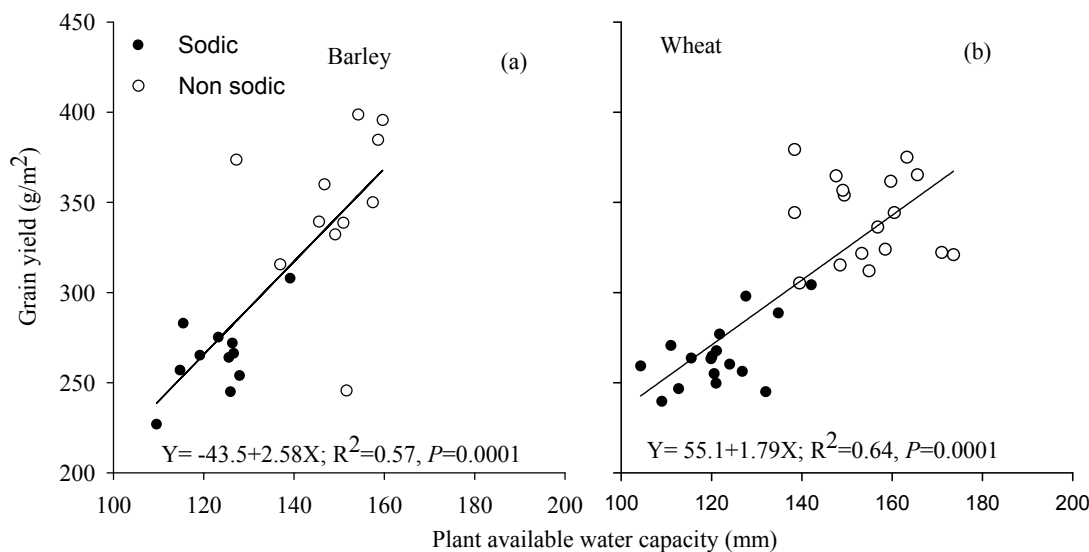 450
400
350
300
250
200
Grain yield (g/m²)
Sodic
Non sodic
Barley
(a)
Y= -43.5+2.58X; R²=0.57, P=0.0001
100 120 140 160 180 200
Wheat
(b)
Y= 55.1+1.79X; R²=0.64, P=0.0001
100 120 140 160 180 200
Plant available water capacity (mm)